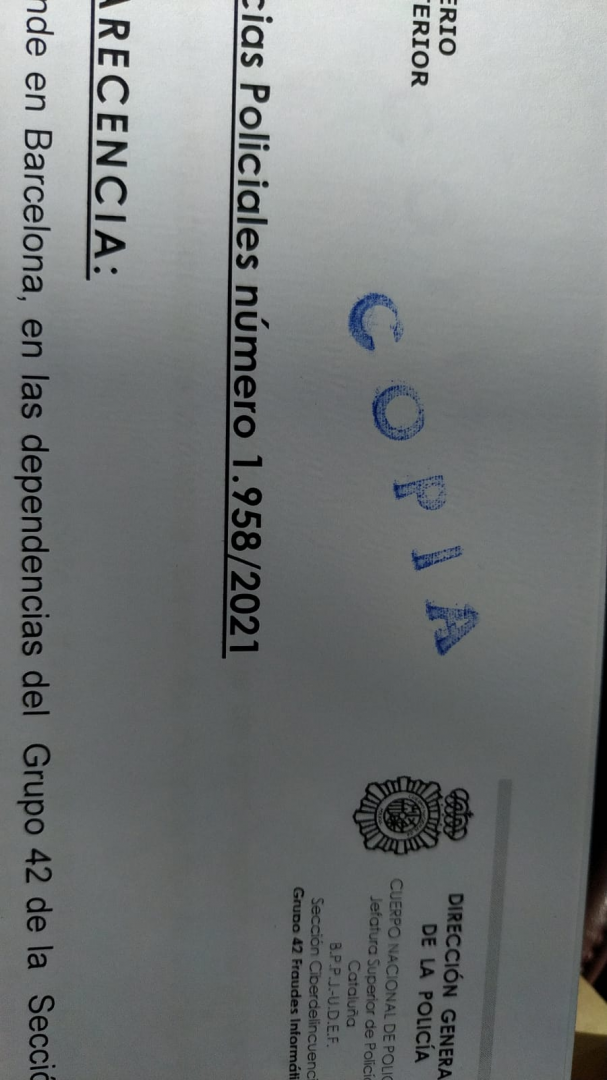 ERIO
TERIOR
COPIA
DIRECCIÓN GENERA
DE LA POLICÍA
CUERPO NACIONAL DE POLIC
Jefatura Superior de Policí
Cataluña
B.P.P.J.-U.D.E.F.
Sección Ciberdelincuenc
Grupo 42 Fraudes Informáti
cias Policiales número 1.958/2021
ARECENCIA:
nde en Barcelona, en las dependencias del Grupo 42 de la Secció